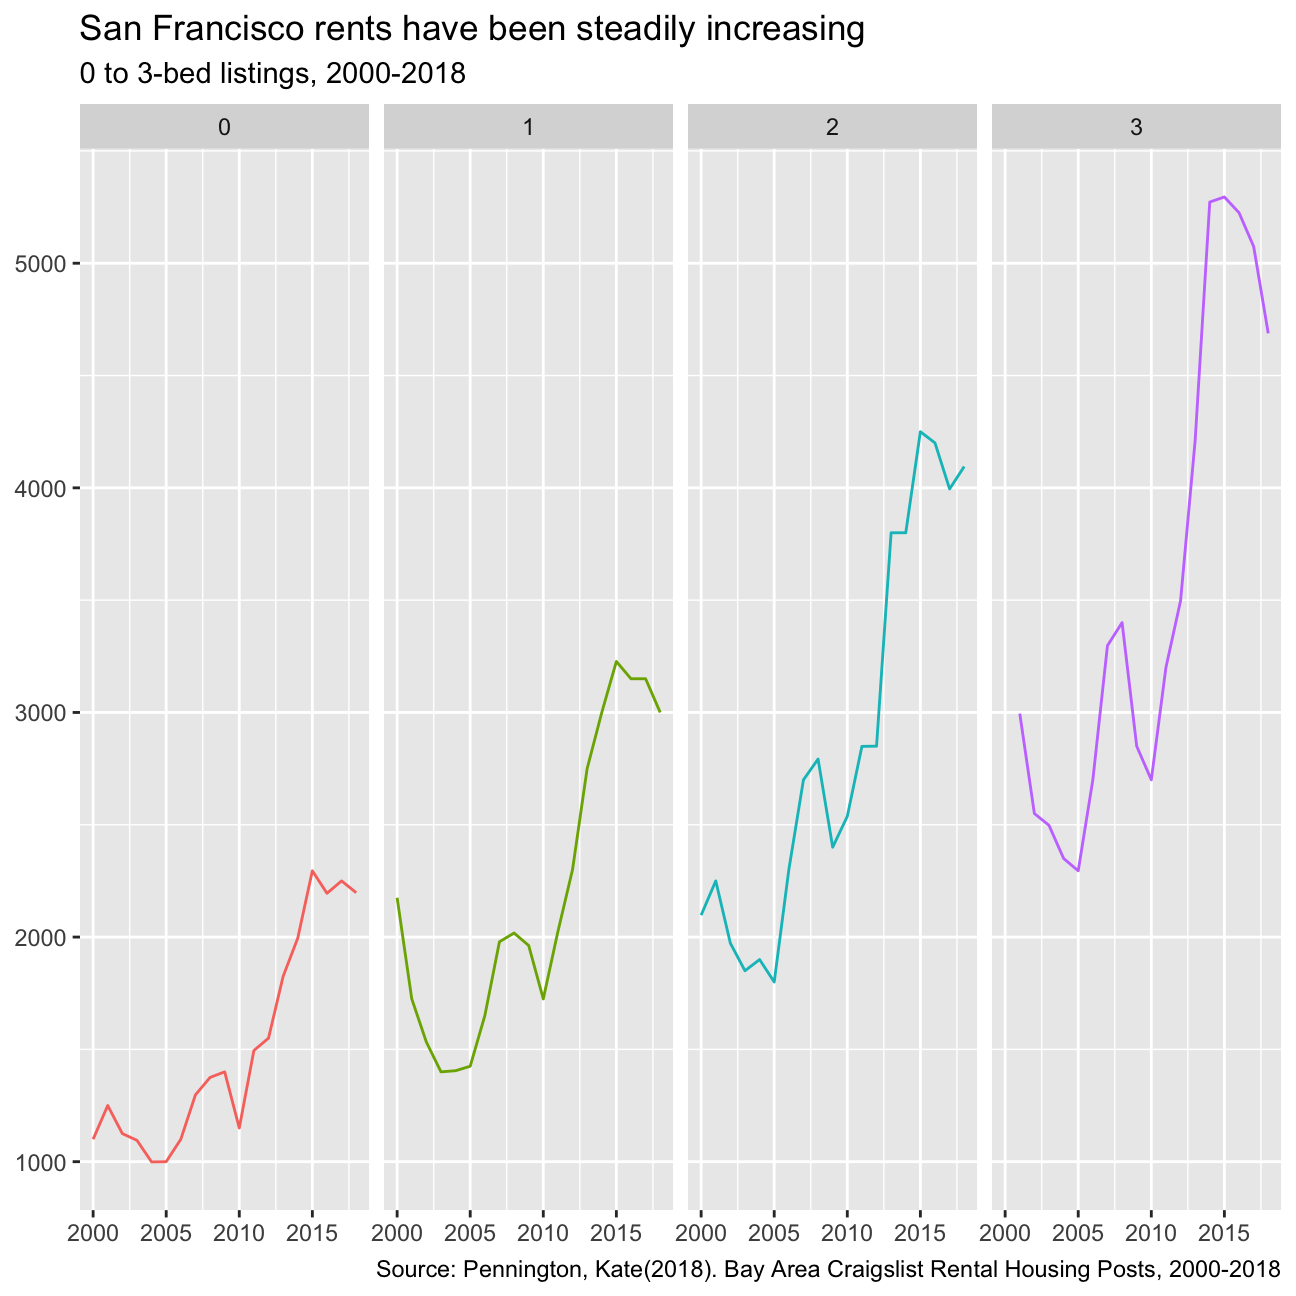 San Francisco rents have been steadily increasing
0 to 3-bed listings, 2000-2018
0 1 2 3
5000
4000
3000
2000
1000
2000 2005 2010 2015 2000 2005 2010 2015 2000 2005 2010 2015 2000 2005 2010 2015
Source: Pennington, Kate(2018). Bay Area Craigslist Rental Housing Posts, 2000-2018